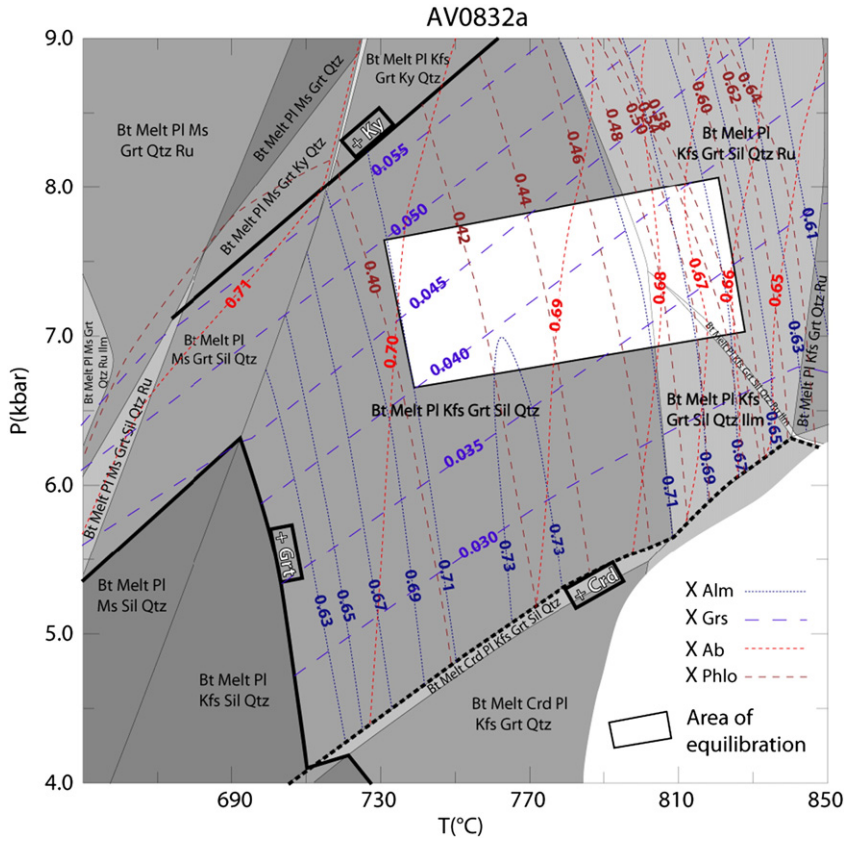 AV0832a
9.0
8.0
7.0
6.0
5.0
4.0
P(kbar)
690
730
770
810
850
T(°C)
Bt Melt Pl Ms
Grt Qtz Ru
Bt Melt Pl Ms Grt Qtz
Bt Melt Pl Ms Grt Ky Qtz
Bt Melt Pl Kfs
Grt Ky Qtz
+ Ky
Bt Melt Pl
Kfs Grt Sil Qtz Ru
Bt Melt Pl Ms Grt
Qtz Ru Ilm
Bt Melt Pl Ms Grt Sil Qtz Ru
Bt Melt Pl
Ms Grt Sil Qtz
Bt Melt Pl Kfs Grt Sil Qtz
Bt Melt Pl Kfs
Grt Sil Qtz Ilm
Bt Melt Pl Kfs Grt Sil Qtz Ru Ilm
Bt Melt Pl Kfs Grt Qtz Ru
Bt Melt Pl
Ms Sil Qtz
Bt Melt Pl
Kfs Sil Qtz
+ Grt
+ Crd
Bt Melt Crd Pl Kfs Grt Sil Qtz
Bt Melt Crd Pl
Kfs Grt Qtz
0.055
0.050
0.045
0.040
0.035
0.030
0.71
0.70
0.69
0.68
0.67
0.66
0.65
0.40
0.42
0.44
0.46
0.48
0.50
0.54
0.58
0.60
0.62
0.64
0.63
0.65
0.67
0.69
0.71
0.73
0.73
0.71
0.69
0.67
0.65
0.63
0.61
X Alm
X Grs
X Ab
X Phlo
Area of
equilibration